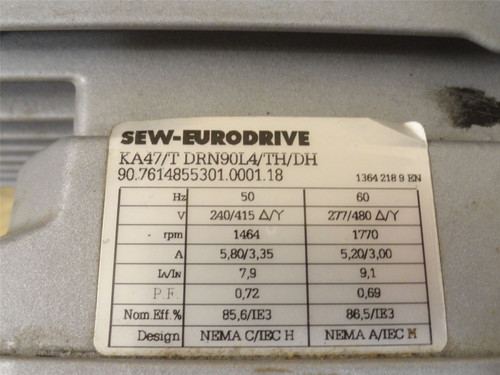 SEW-EURODRIVE
KA47/T DRN90L4/TH/DH
90.7614855301.0001.18 1364 218 9 EN
Hz 50 60
V 240/415 Δ/Y 277/480 Δ/Y
rpm 1464 1770
A 5,80/3,35 5,20/3,00
IA/IN 7,9 9,1
P.F. 0,72 0,69
Nom Eff.% 85,6/IE3 86,5/IE3
Design NEMA C/IEC H NEMA A/IEC